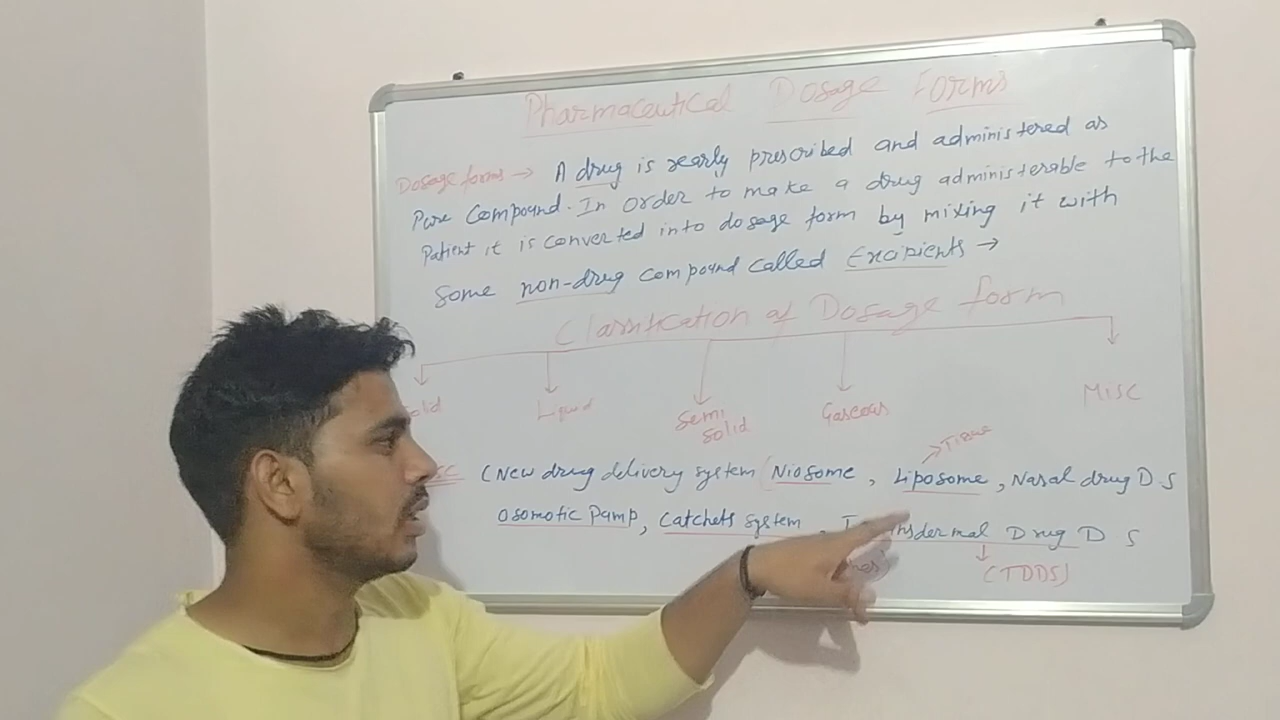 Pharmaceutical Dosage Forms
Dosage forms → A drug is rearly prescribed and administered as
Pure Compound. In order to make a drug administerable to the
Patient it is converted into dosage form by mixing it with
Some non-drug compound called Excipients →
Classification of Dosage form
Solid Liquid Semi Solid Gaseous MISC
(New drug delivery system (Niosome, Liposome → Tissue, Nasal drug D S
Osomotic Pump, Catchets system, Transdermal Drug D S
(TDDS)